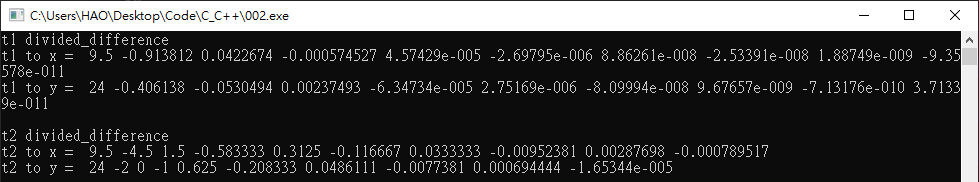 C:\Users\HAO\Desktop\Code\C_C++\002.exe
t1 divided_difference
t1 to x =  9.5 -0.913812 0.0422674 -0.000574527 4.57429e-005 -2.69795e-006 8.86261e-008 -2.53391e-008 1.88749e-009 -9.35
578e-011
t1 to y =  24 -0.406138 -0.0530494 0.00237493 -6.34734e-005 2.75169e-006 -8.09994e-008 9.67657e-009 -7.13176e-010 3.7133
9e-011
t2 divided_difference
t2 to x =  9.5 -4.5 1.5 -0.583333 0.3125 -0.116667 0.0333333 -0.00952381 0.00287698 -0.000789517
t2 to y =  24 -2 0 -1 0.625 -0.208333 0.0486111 -0.0077381 0.000694444 -1.65344e-005